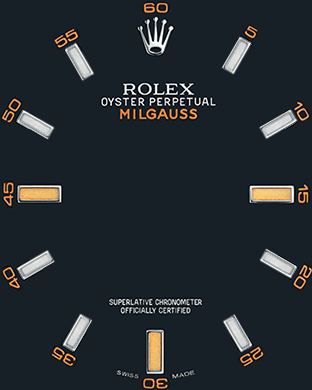 60
55
5
50
10
ROLEX
OYSTER PERPETUAL
MILGAUSS
45
15
40
20
SUPERLATIVE CHRONOMETER
OFFICIALLY CERTIFIED
35
25
SWISS MADE
30